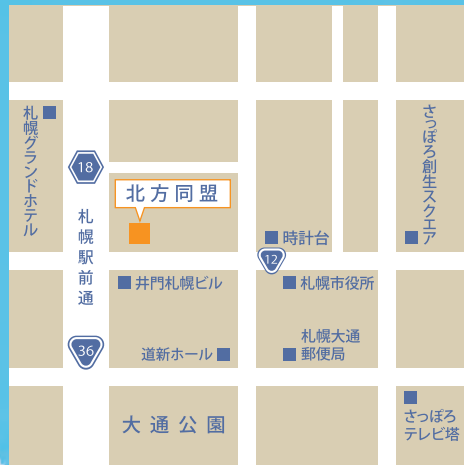 札幌グランドホテル
さっぽろ創生スクエア
18
北方同盟
札幌駅前通
時計台
12
井門札幌ビル
札幌市役所
36
道新ホール
札幌大通
郵便局
大通公園
さっぽろ
テレビ塔